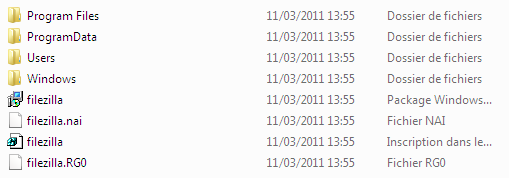 Program Files 11/03/2011 13:55 Dossier de fichiers
ProgramData 11/03/2011 13:55 Dossier de fichiers
Users 11/03/2011 13:55 Dossier de fichiers
Windows 11/03/2011 13:55 Dossier de fichiers
filezilla 11/03/2011 13:55 Package Windows...
filezilla.nai 11/03/2011 13:55 Fichier NAI
filezilla 11/03/2011 13:55 Inscription dans le...
filezilla.RG0 11/03/2011 13:55 Fichier RG0